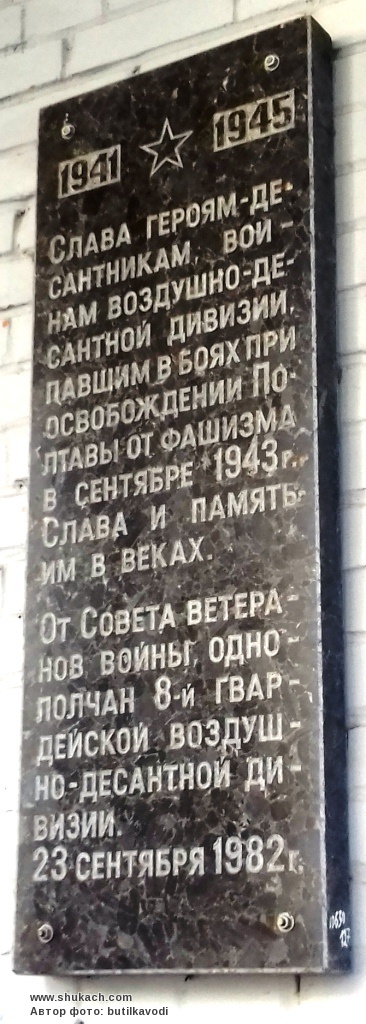 1941 1945
СЛАВА ГЕРОЯМ-ДЕ-
САНТНИКАМ, ВОИ-
НАМ ВОЗДУШНО-ДЕ-
САНТНОЙ ДИВИЗИИ,
ПАВШИМ В БОЯХ ПРИ
ОСВОБОЖДЕНИИ ПО-
ЛТАВЫ ОТ ФАШИЗМА
В СЕНТЯБРЕ 1943г.
СЛАВА И ПАМЯТЬ
ИМ В ВЕКАХ.
ОТ СОВЕТА ВЕТЕРА-
НОВ ВОЙНЫ, ОДНО-
ПОЛЧАН 8-й ГВАР-
ДЕЙСКОЙ ВОЗДУШ-
НО-ДЕСАНТНОЙ ДИ-
ВИЗИИ.
23 СЕНТЯБРЯ 1982г.
www.shukach.com
Автор фото: butilkavodi